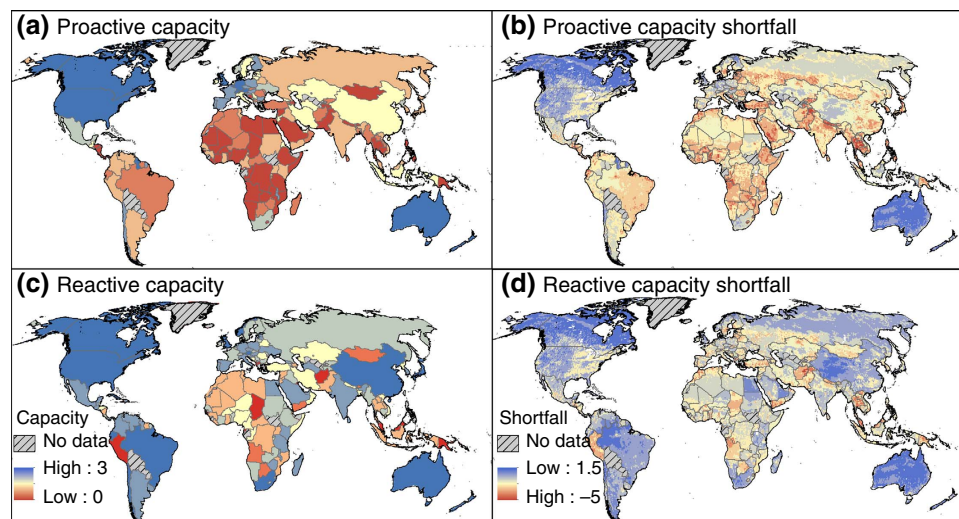 (a) Proactive capacity
(b) Proactive capacity shortfall
(c) Reactive capacity
Capacity
No data
High : 3
Low : 0
(d) Reactive capacity shortfall
Shortfall
No data
Low : 1.5
High : –5